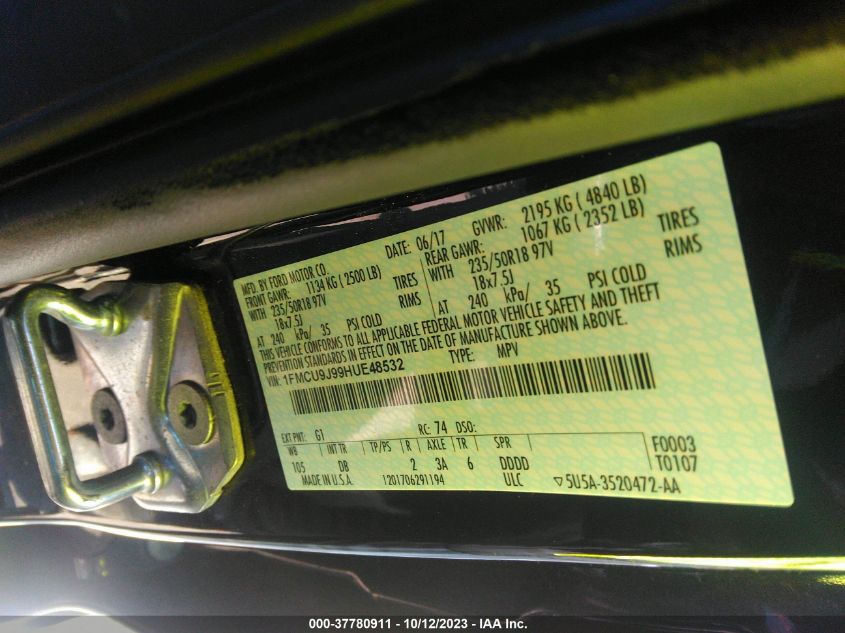 MFD. BY FORD MOTOR CO. DATE: 06/17 GVWR: 2195 KG ( 4840 LB)
FRONT GAWR: 1134 KG ( 2500 LB) REAR GAWR: 1067 KG ( 2352 LB)
WITH 235/50R18 97V TIRES WITH 235/50R18 97V TIRES
18x7.5J RIMS 18x7.5J RIMS
AT 240 kPa/ 35 PSI COLD AT 240 kPa/ 35 PSI COLD
THIS VEHICLE CONFORMS TO ALL APPLICABLE FEDERAL MOTOR VEHICLE SAFETY AND THEFT
PREVENTION STANDARDS IN EFFECT ON THE DATE OF MANUFACTURE SHOWN ABOVE.
VIN: 1FMCU9J99HUE48532 TYPE: MPV
EXT PNT: G1 RC: 74 DSO:
WB INT TR TP/PS R AXLE TR SPR F0003
105 DB 2 3A 6 DDDD T0107
MADE IN U.S.A. 1201706291194 ULC ▽5U5A-3520472-AA
000-37780911 - 10/12/2023 - IAA Inc.